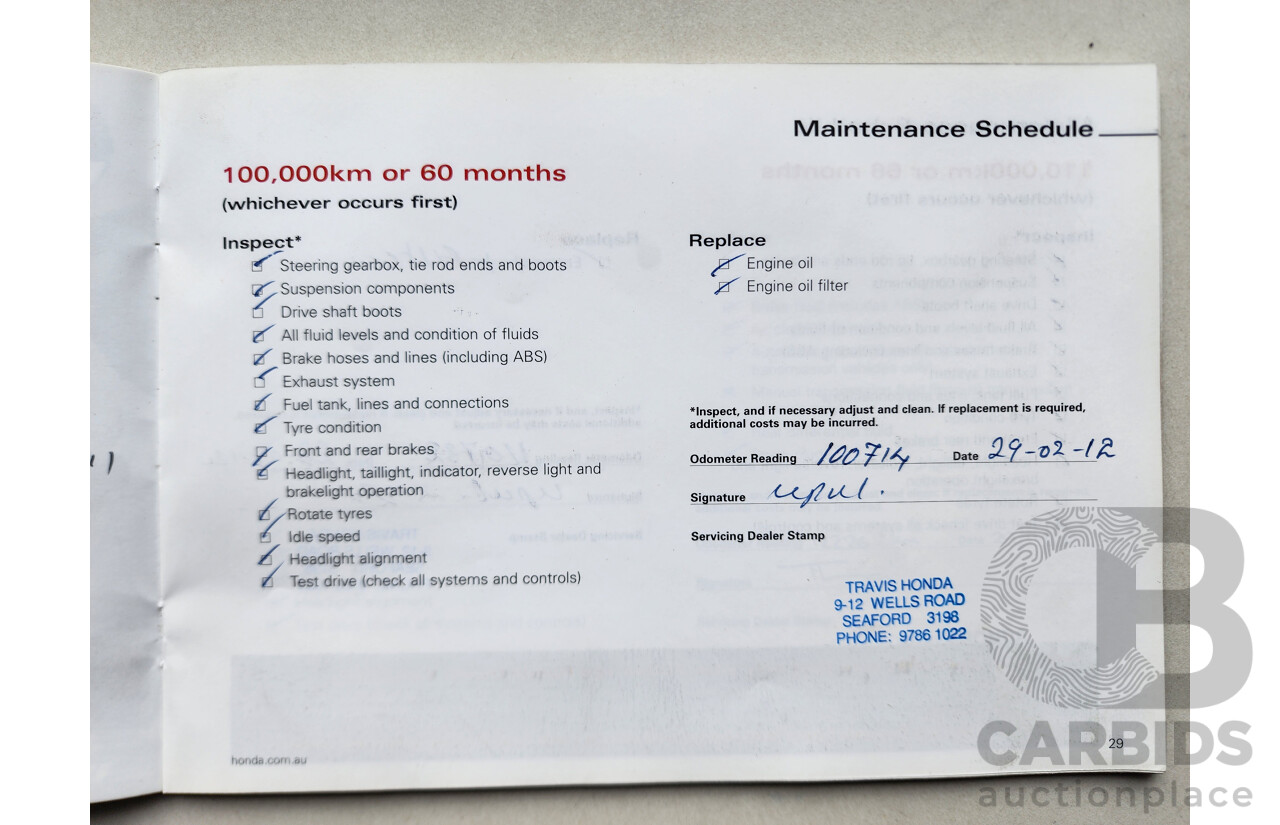 Maintenance Schedule
100,000km or 60 months
(whichever occurs first)
Inspect*
Steering gearbox, tie rod ends and boots
Suspension components
Drive shaft boots
All fluid levels and condition of fluids
Brake hoses and lines (including ABS)
Exhaust system
Fuel tank, lines and connections
Tyre condition
Front and rear brakes
Headlight, taillight, indicator, reverse light and
brakelight operation
Rotate tyres
Idle speed
Headlight alignment
Test drive (check all systems and controls)
Replace
Engine oil
Engine oil filter
*Inspect, and if necessary adjust and clean. If replacement is required,
additional costs may be incurred.
Odometer Reading 100714 Date 29-02-12
Signature
Servicing Dealer Stamp
TRAVIS HONDA
9-12 WELLS ROAD
SEAFORD 3198
PHONE: 9786 1022
honda.com.au
29
CB
CARBIDS
auctionplace